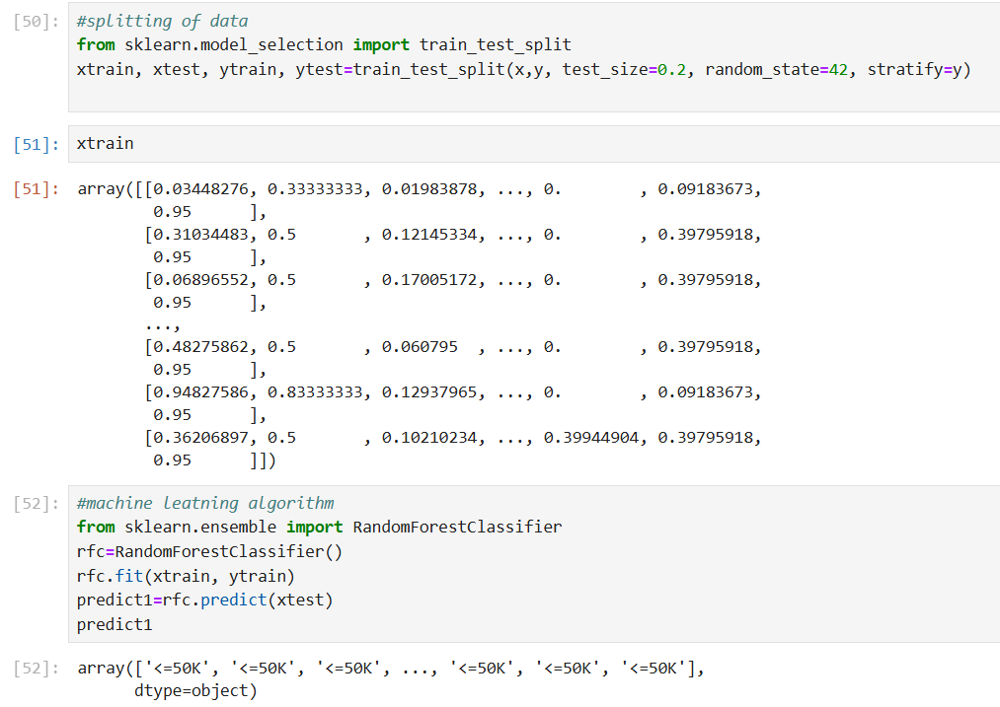 [50]: #splitting of data
from sklearn.model_selection import train_test_split
xtrain, xtest, ytrain, ytest=train_test_split(x,y, test_size=0.2, random_state=42, stratify=y)
[51]: xtrain
[51]: array([[0.03448276, 0.33333333, 0.01983878, ..., 0.        , 0.09183673,
        0.95      ],
       [0.31034483, 0.5       , 0.12145334, ..., 0.        , 0.39795918,
        0.95      ],
       [0.06896552, 0.5       , 0.17005172, ..., 0.        , 0.39795918,
        0.95      ],
       ...,
       [0.48275862, 0.5       , 0.060795  , ..., 0.        , 0.39795918,
        0.95      ],
       [0.94827586, 0.83333333, 0.12937965, ..., 0.        , 0.09183673,
        0.95      ],
       [0.36206897, 0.5       , 0.10210234, ..., 0.39944904, 0.39795918,
        0.95      ]])
[52]: #machine leatning algorithm
from sklearn.ensemble import RandomForestClassifier
rfc=RandomForestClassifier()
rfc.fit(xtrain, ytrain)
predict1=rfc.predict(xtest)
predict1
[52]: array(['<=50K', '<=50K', '<=50K', ..., '<=50K', '<=50K', '<=50K'],
      dtype=object)